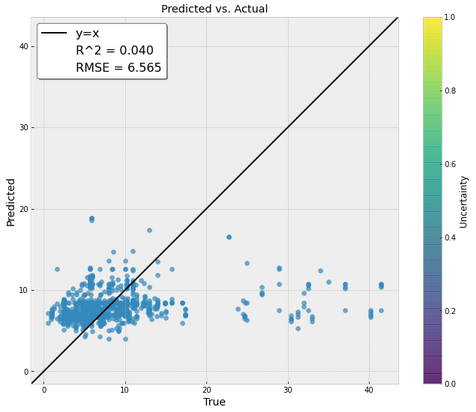 Predicted vs. Actual
y=x
R^2 = 0.040
RMSE = 6.565
Predicted
40
30
20
10
0
0
10
20
30
40
True
1.0
0.8
0.6
0.4
0.2
0.0
Uncertainty